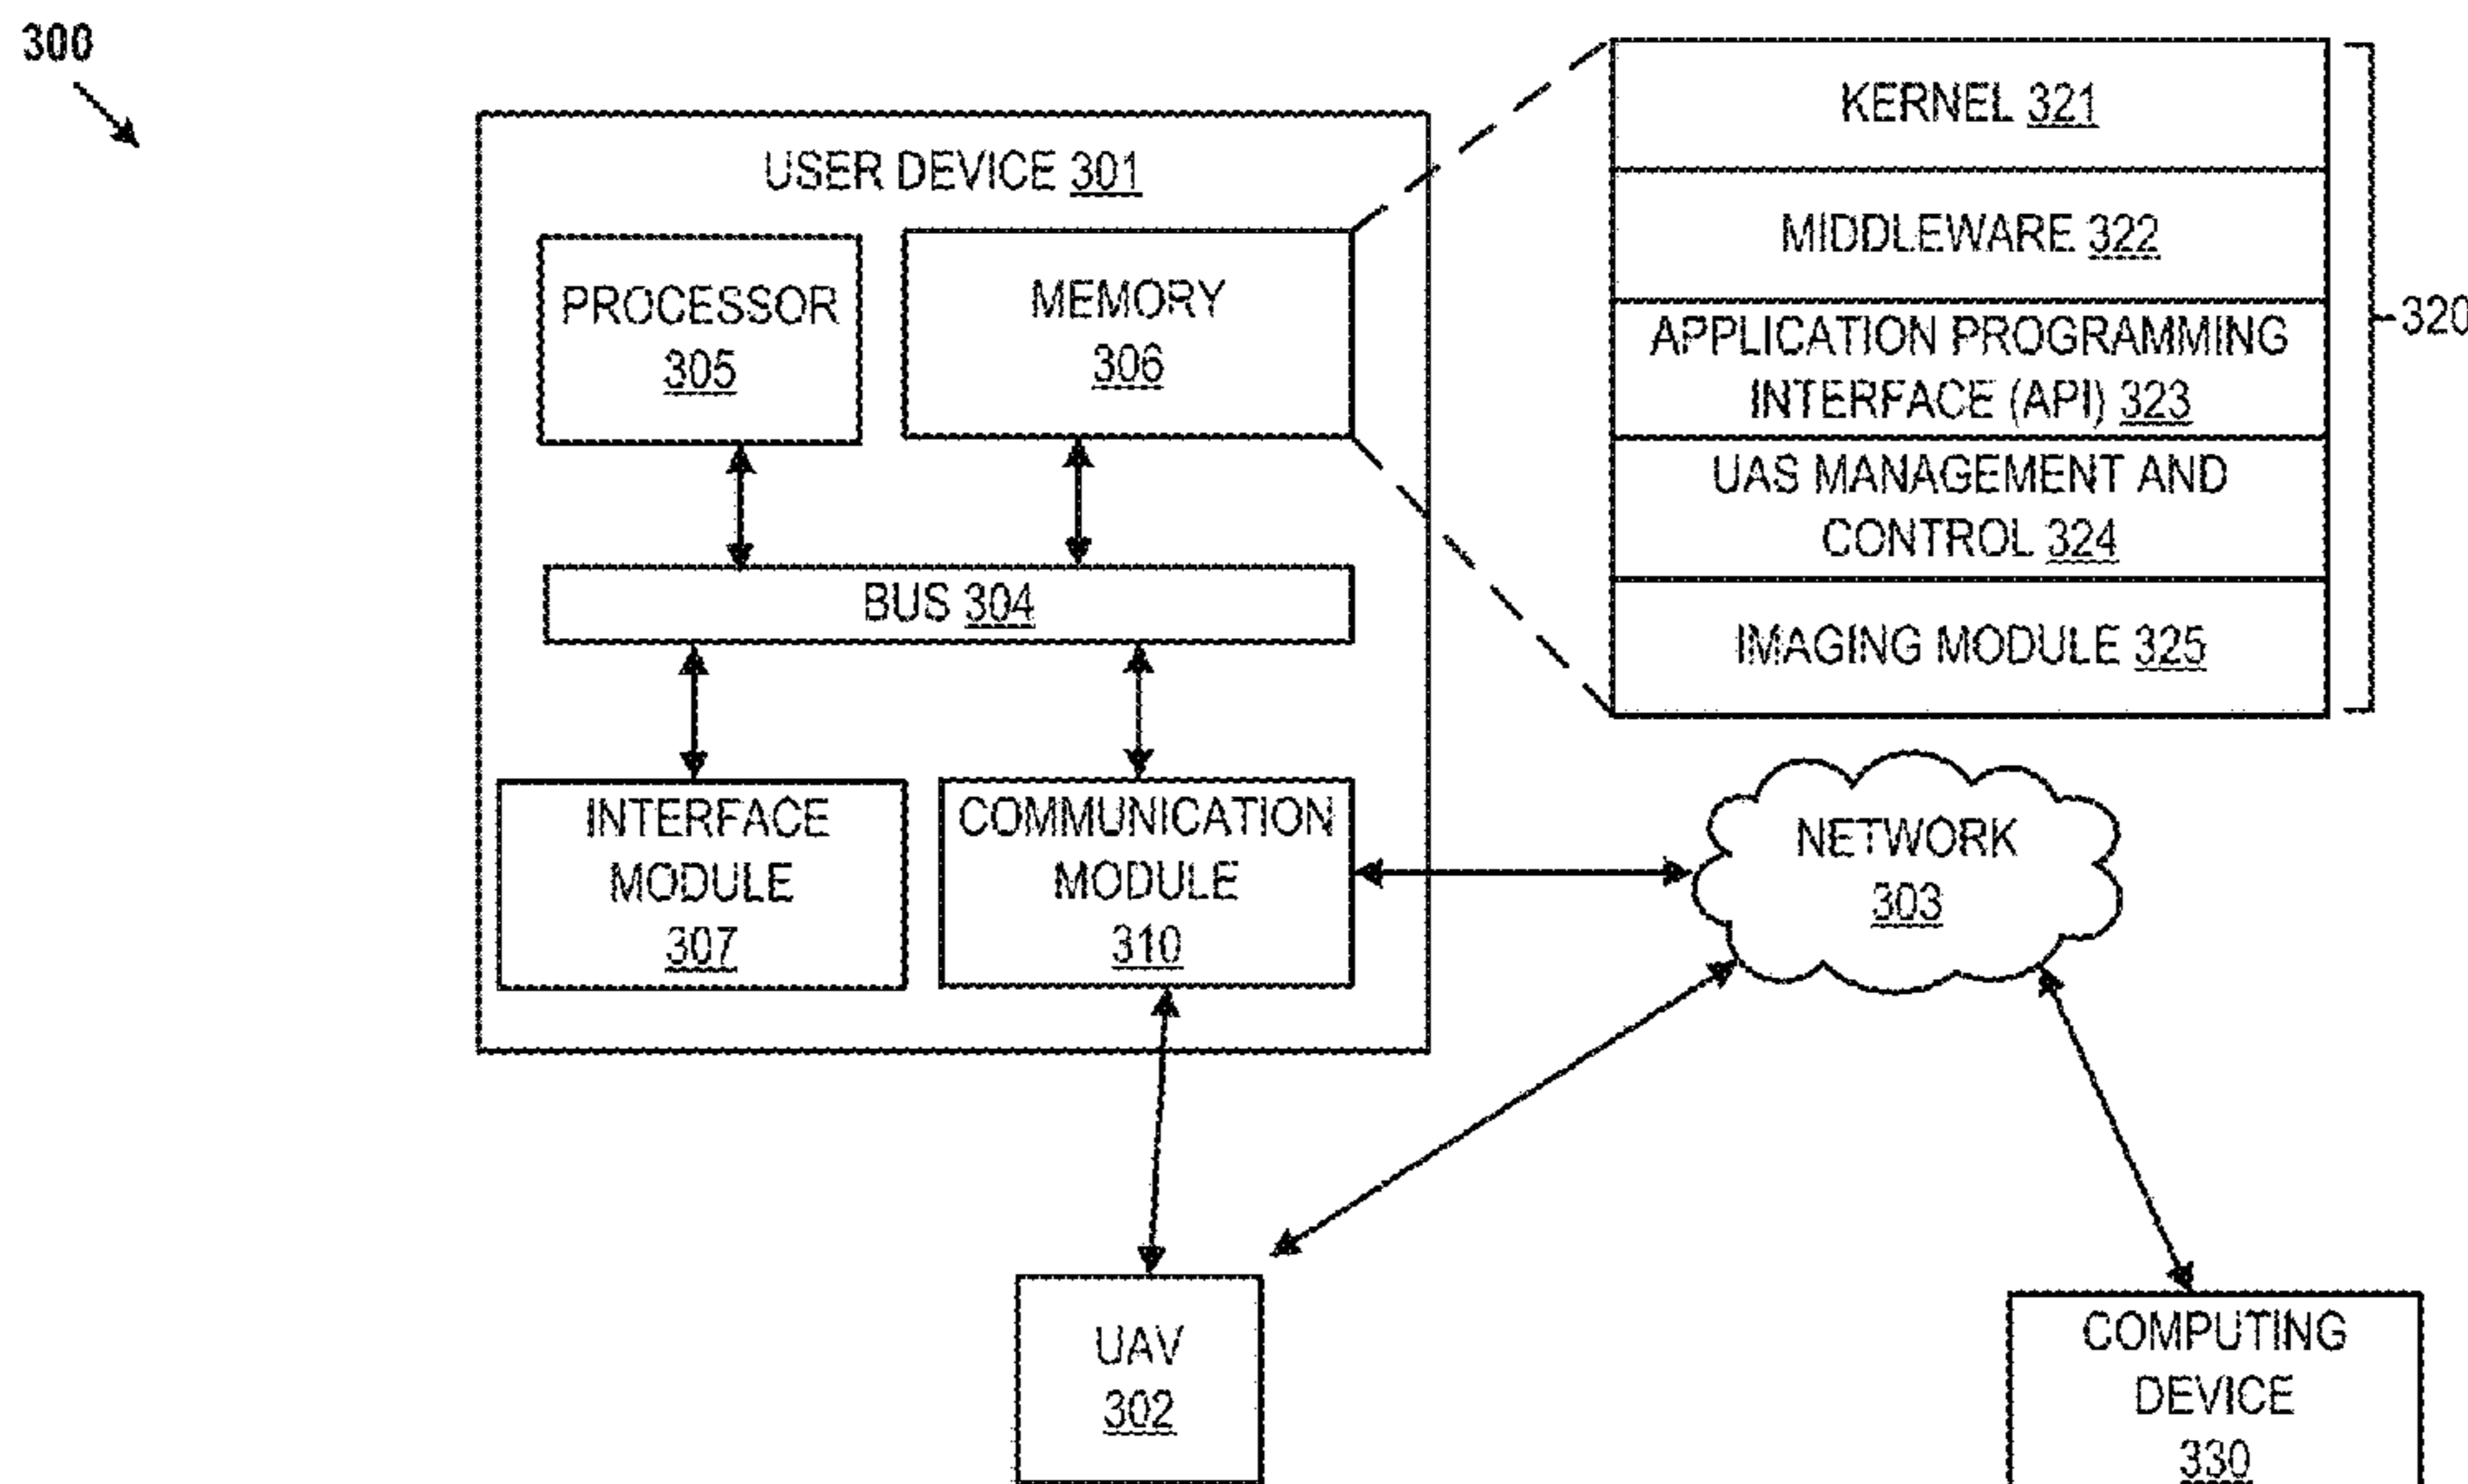 300
USER DEVICE 301
PROCESSOR
305
MEMORY
306
BUS 304
INTERFACE
MODULE
307
COMMUNICATION
MODULE
310
KERNEL 321
MIDDLEWARE 322
APPLICATION PROGRAMMING
INTERFACE (API) 323
UAS MANAGEMENT AND
CONTROL 324
IMAGING MODULE 325
320
NETWORK
303
UAV
302
COMPUTING
DEVICE
330